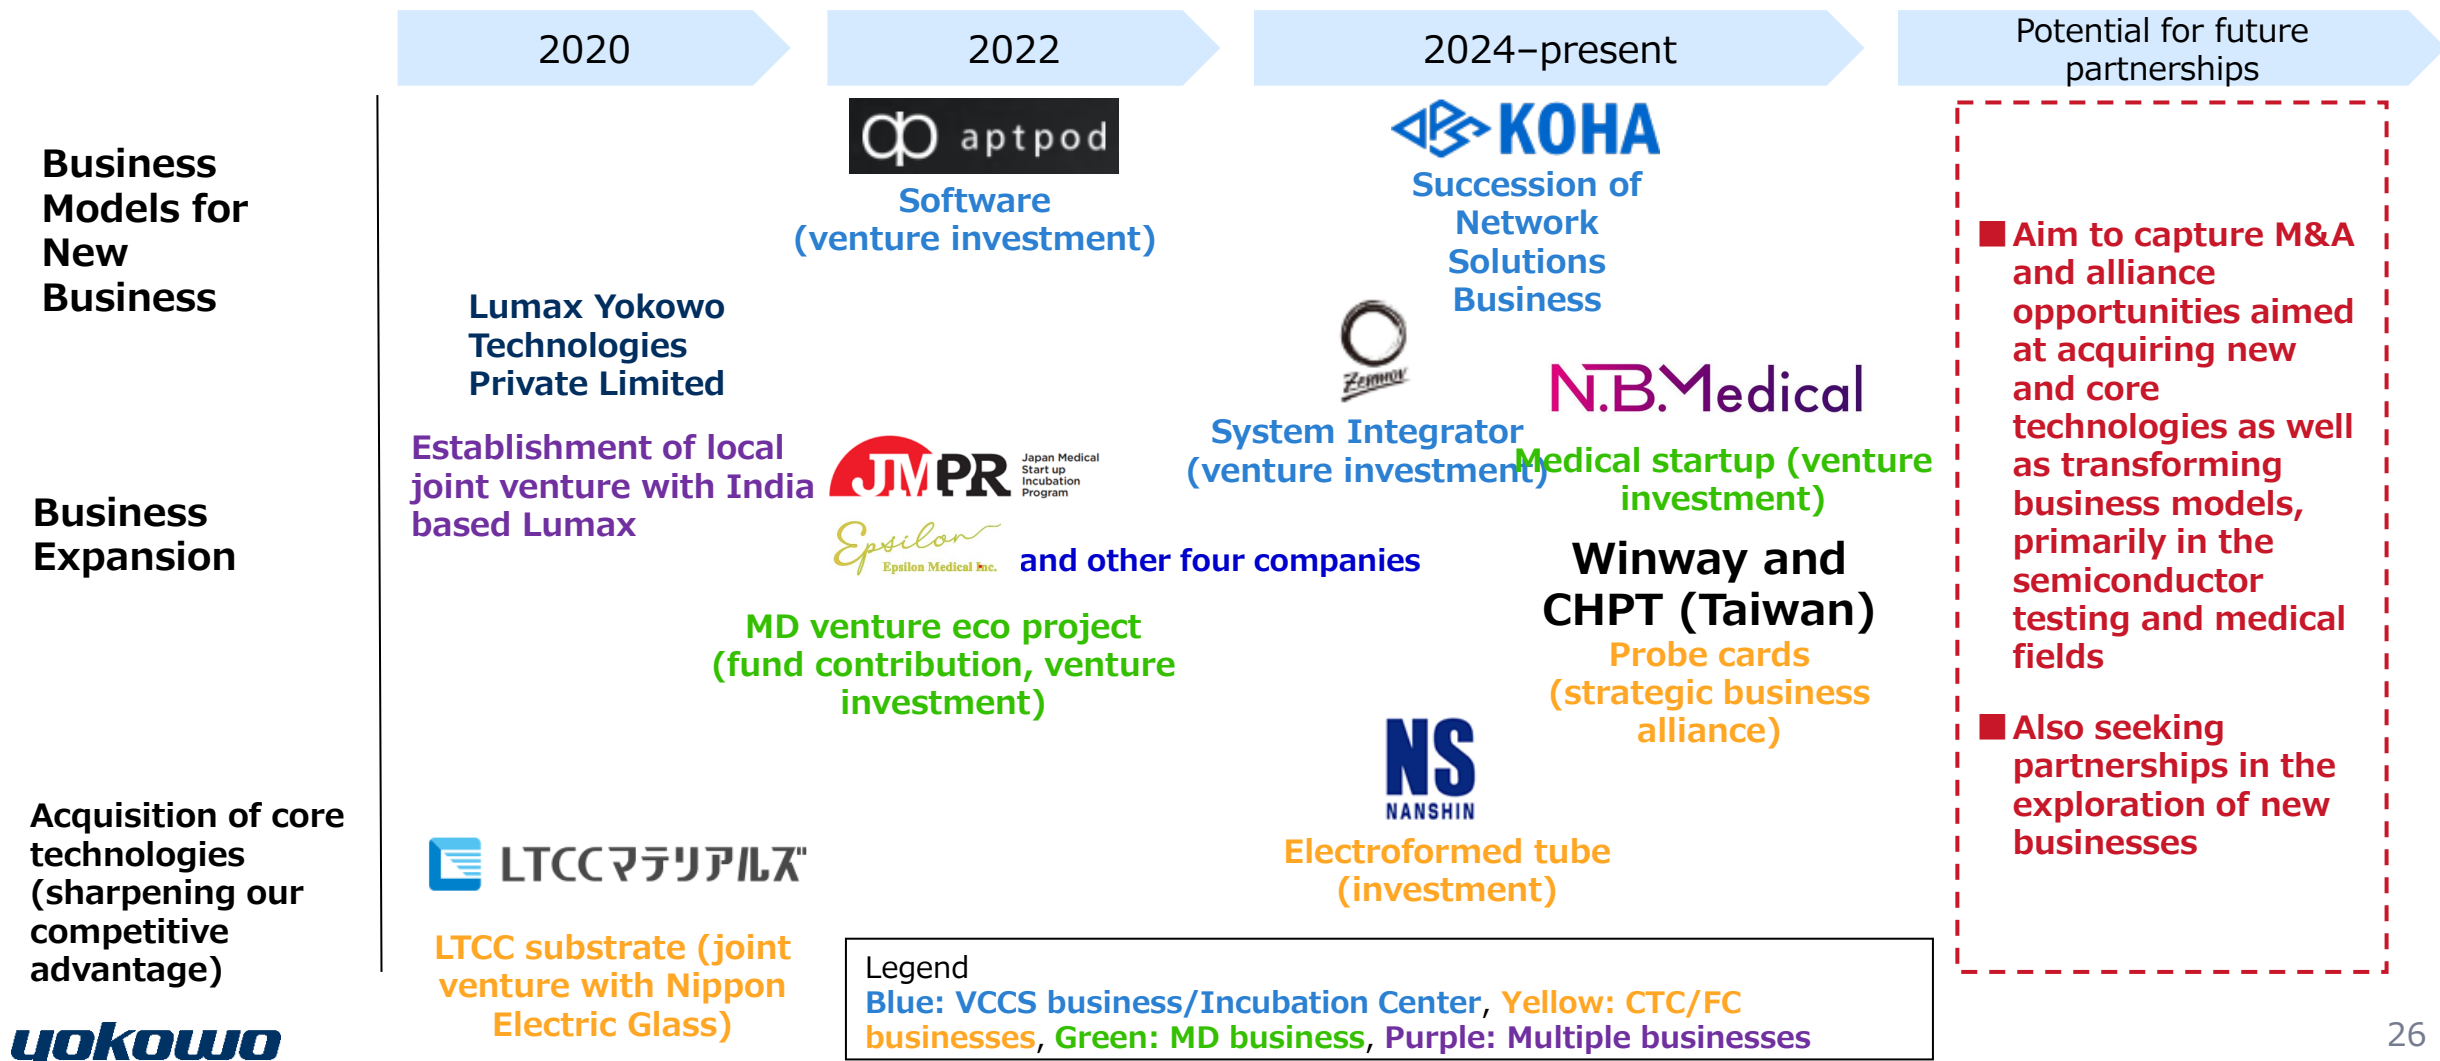 2020
2022
2024–present
Potential for future
partnerships
Business
Models for
New
Business
Business
Expansion
Acquisition of core
technologies
(sharpening our
competitive
advantage)
Lumax Yokowo
Technologies
Private Limited
Establishment of local
joint venture with India
based Lumax
LTCCマテリアルズ
LTCC substrate (joint
venture with Nippon
Electric Glass)
aptpod
Software
(venture investment)
JMPR
Japan Medical
Start up
Incubation
Program
Epsilon
Epsilon Medical Inc.
and other four companies
MD venture eco project
(fund contribution, venture
investment)
KOHA
Succession of
Network
Solutions
Business
Zenmov
System Integrator
(venture investment)
N.B.Medical
Medical startup (venture
investment)
Winway and
CHPT (Taiwan)
Probe cards
(strategic business
alliance)
NS
NANSHIN
Electroformed tube
(investment)
■ Aim to capture M&A
and alliance
opportunities aimed
at acquiring new
and core
technologies as well
as transforming
business models,
primarily in the
semiconductor
testing and medical
fields
■ Also seeking
partnerships in the
exploration of new
businesses
Legend
Blue: VCCS business/Incubation Center, Yellow: CTC/FC
businesses, Green: MD business, Purple: Multiple businesses
yokowo
26